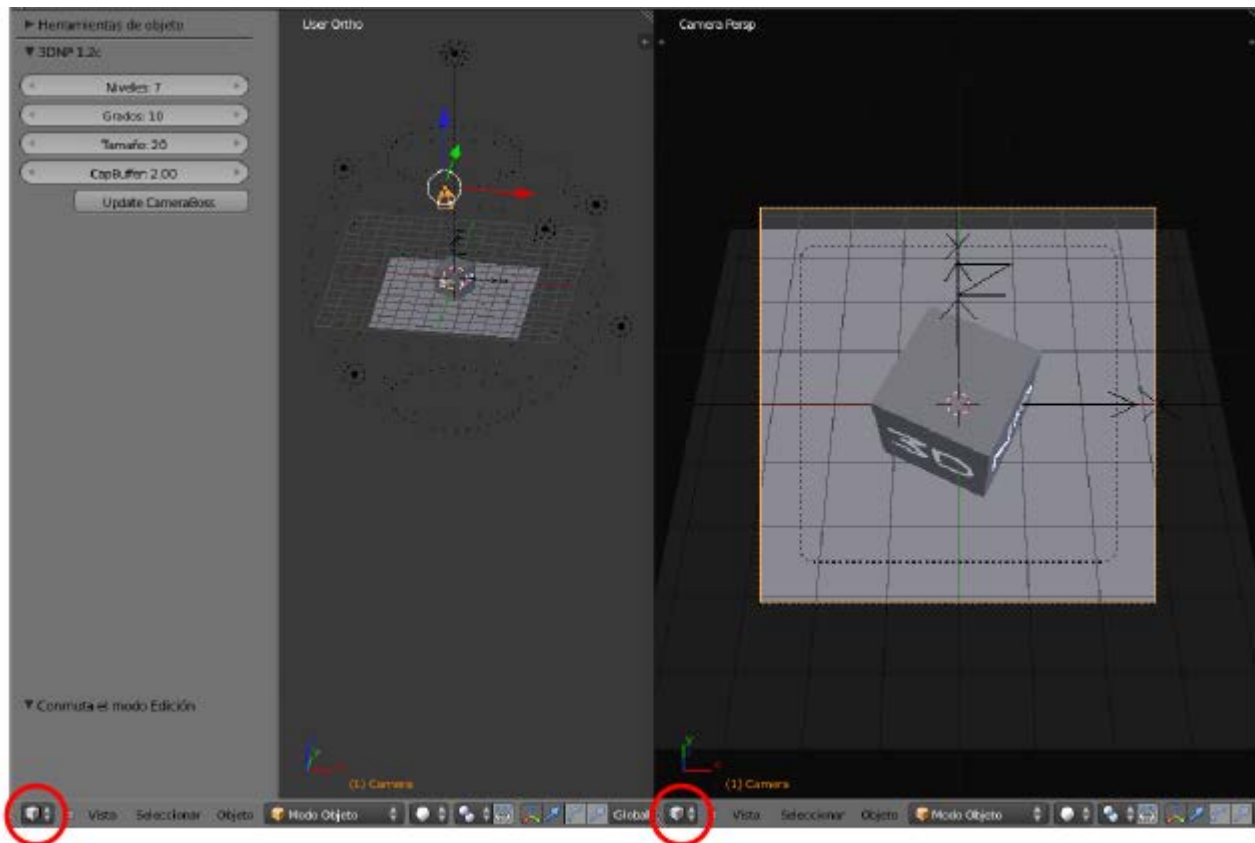 Herramientas de objeto
3DNP 1.2c
Niveles: 7
Grados: 10
Tamaño: 20
CapBuffer: 2.00
Update CameraBoss
Conmuta el modo Edición
User Ortho
(1) Camera
Camera Persp
3D
(1) Camera
Vista Seleccionar Objeto Modo Objeto Global
Vista Seleccionar Objeto Modo Objeto